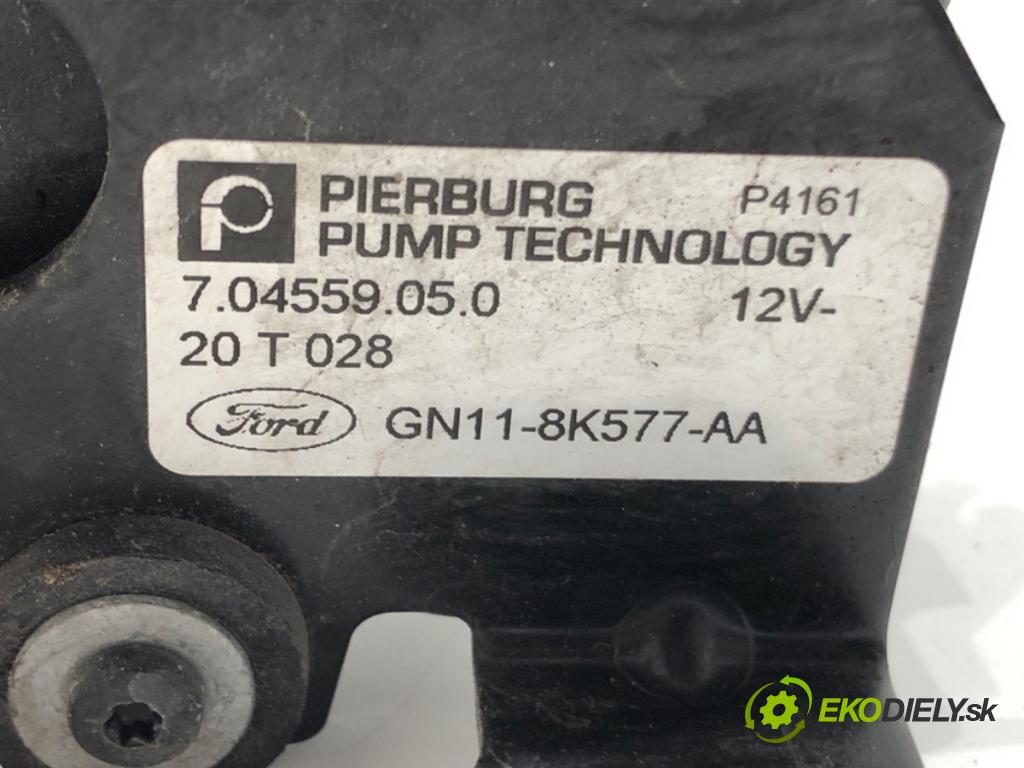 PIERBURG P4161
PUMP TECHNOLOGY
7.04559.05.0 12V-
20 T 028
Ford GN11-8K577-AA
EKODIELY.sk